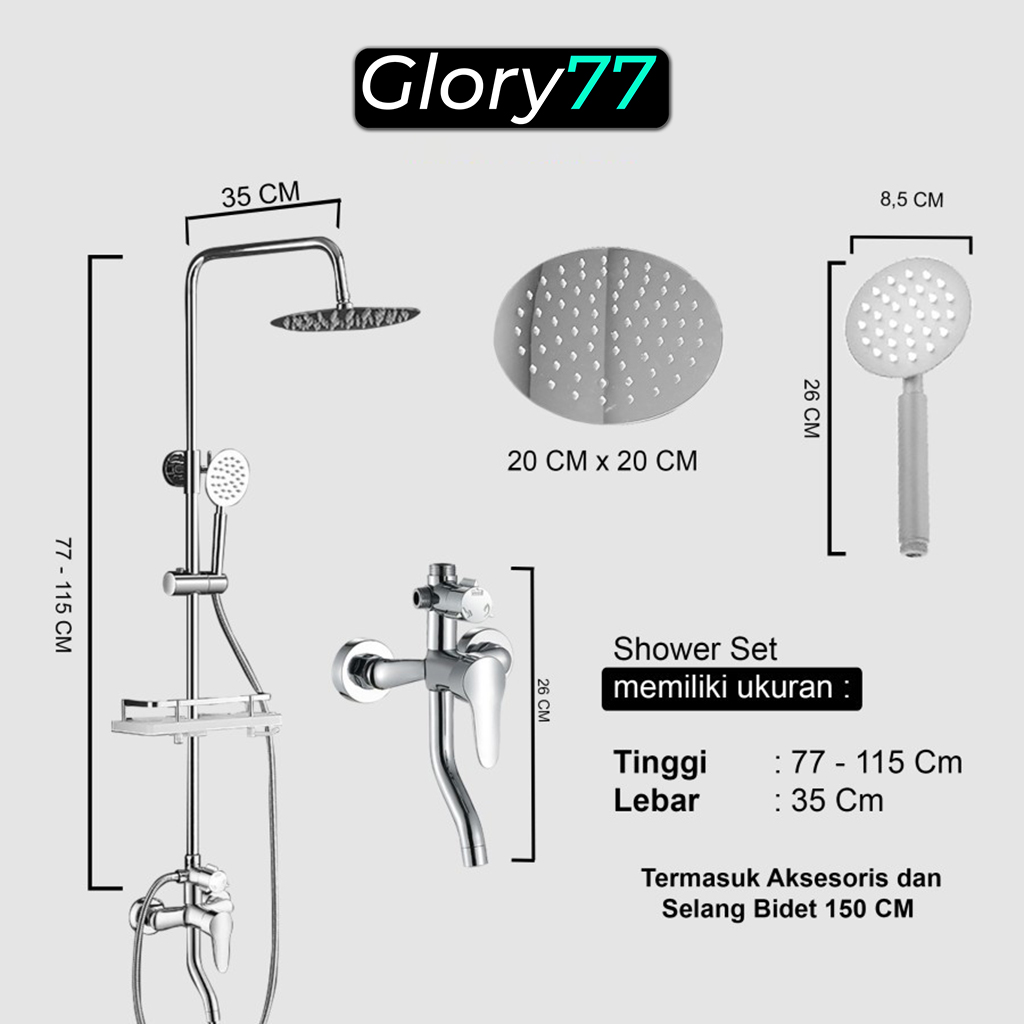 Glory77
35 CM
8,5 CM
26 CM
20 CM x 20 CM
77 - 115 CM
26 CM
Shower Set
memiliki ukuran :
Tinggi : 77 - 115 Cm
Lebar : 35 Cm
Termasuk Aksesoris dan
Selang Bidet 150 CM